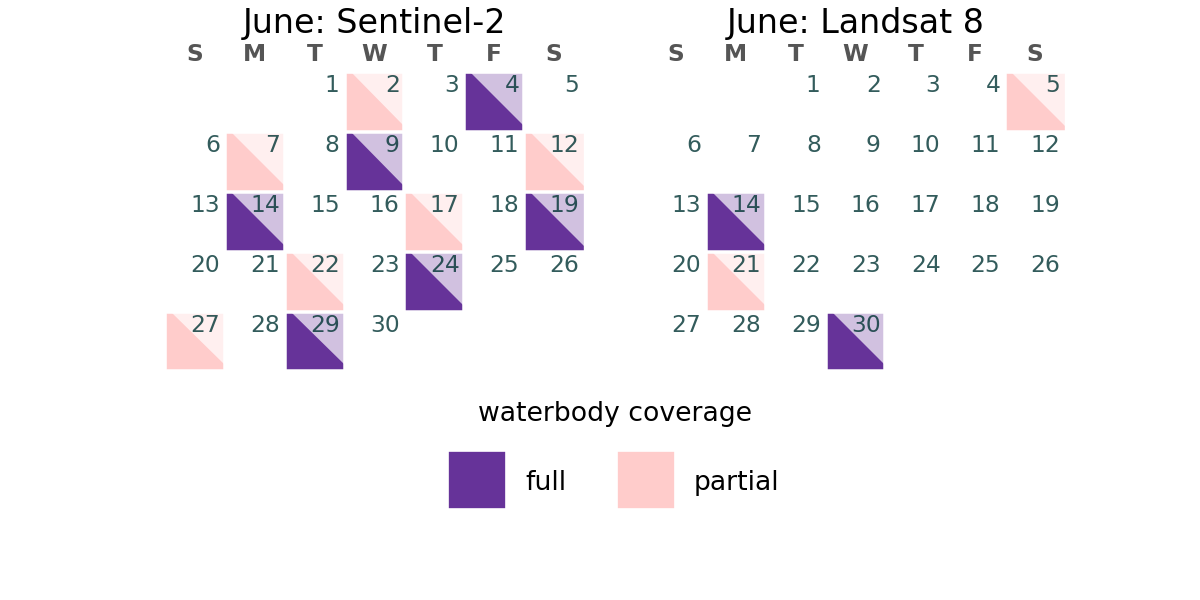 June: Sentinel-2
S M T W T F S
1 2 3 4 5
6 7 8 9 10 11 12
13 14 15 16 17 18 19
20 21 22 23 24 25 26
27 28 29 30
June: Landsat 8
S M T W T F S
1 2 3 4 5
6 7 8 9 10 11 12
13 14 15 16 17 18 19
20 21 22 23 24 25 26
27 28 29 30
waterbody coverage
full partial